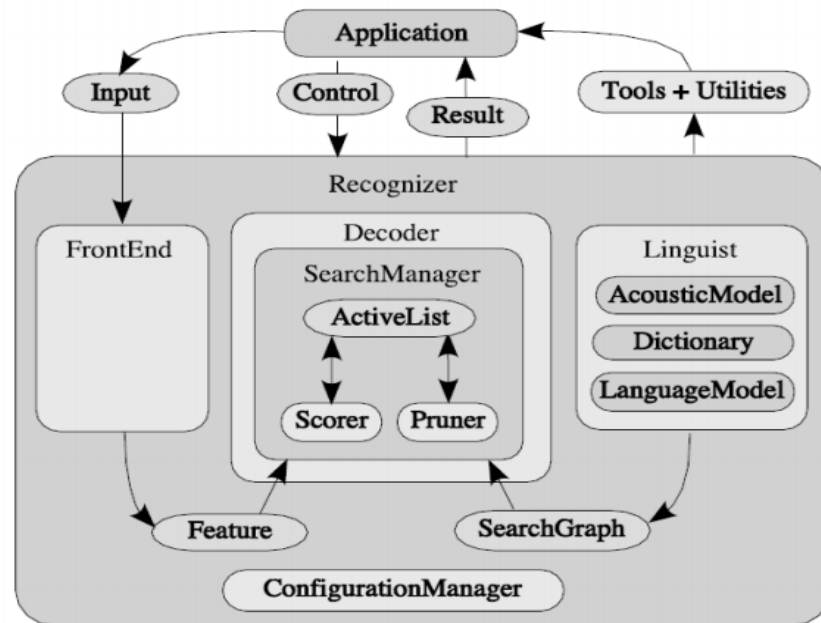 Application
Input
Control
Result
Tools + Utilities
Recognizer
FrontEnd
Decoder
SearchManager
ActiveList
Scorer
Pruner
Linguist
AcousticModel
Dictionary
LanguageModel
Feature
SearchGraph
ConfigurationManager